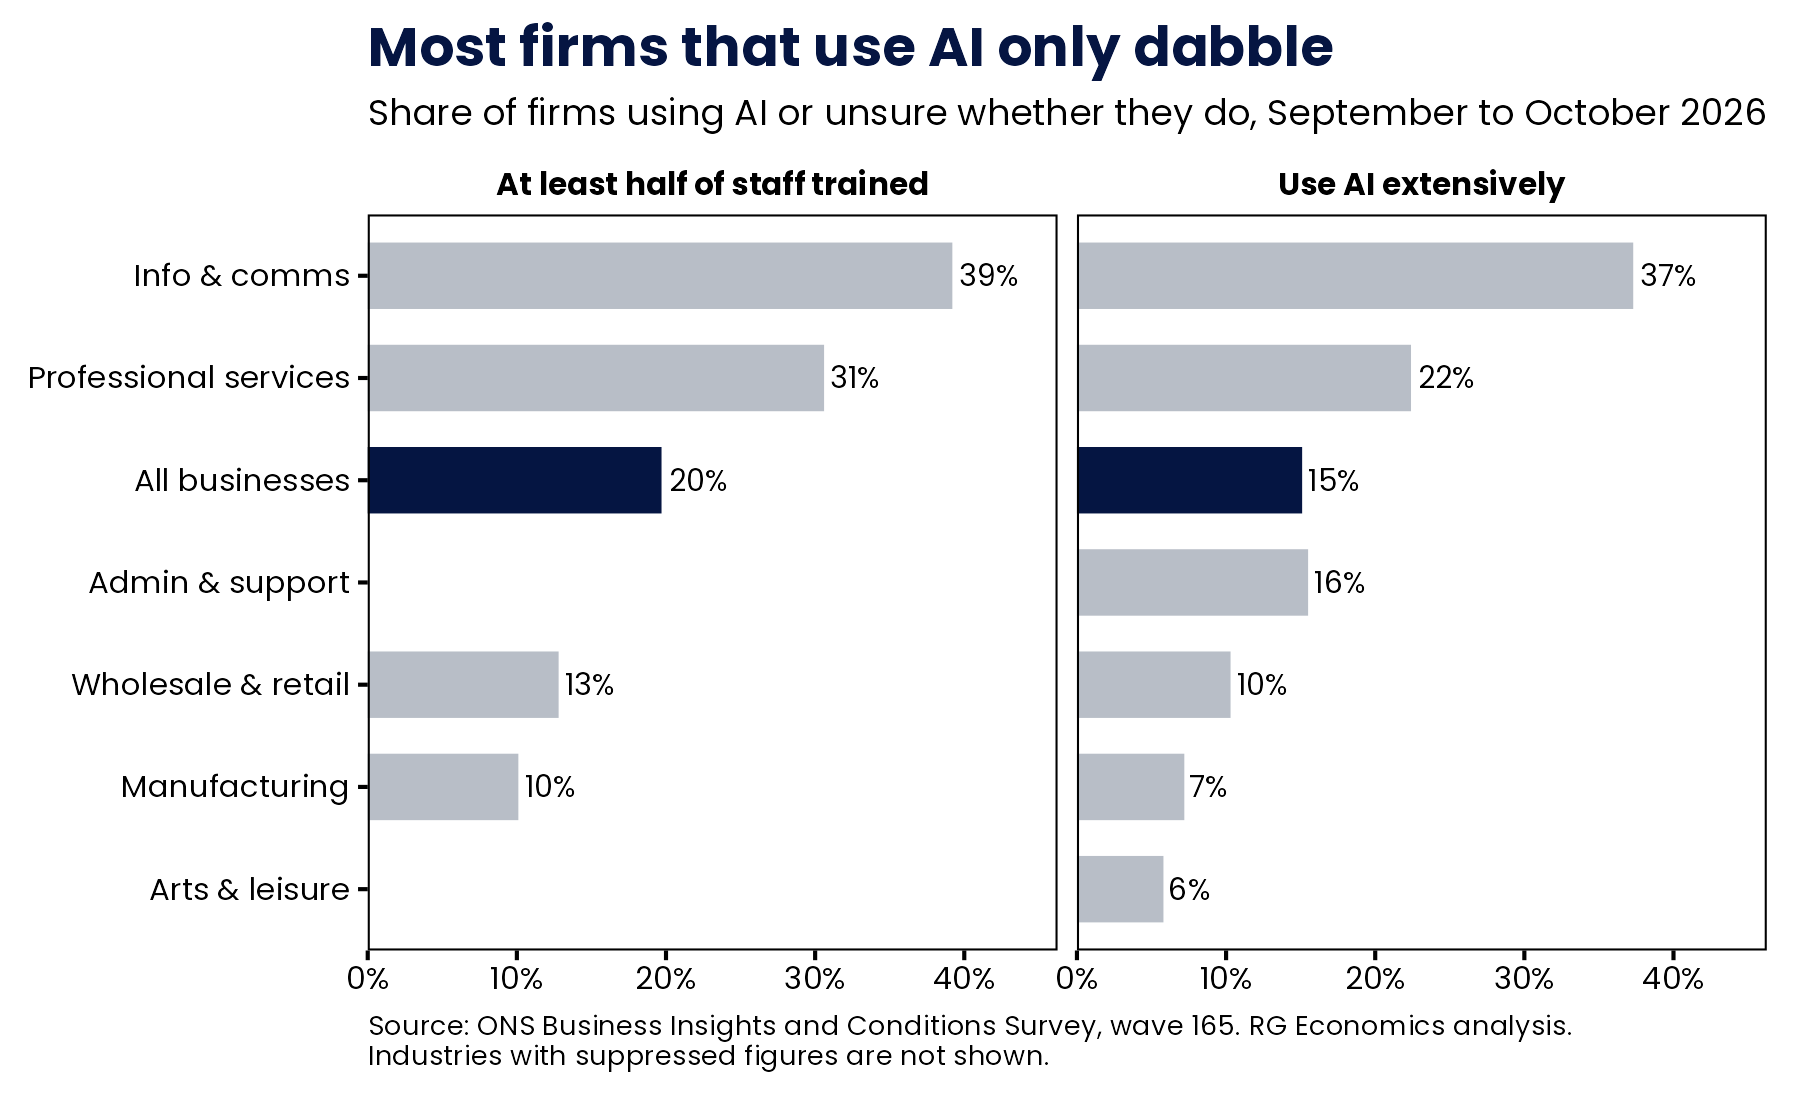 Most firms that use AI only dabble
Share of firms using AI or unsure whether they do, September to October 2026
At least half of staff trained
Use AI extensively
Info & comms
39%
37%
Professional services
31%
22%
All businesses
20%
15%
Admin & support
16%
Wholesale & retail
13%
10%
Manufacturing
10%
7%
Arts & leisure
6%
0%
10%
20%
30%
40%
0%
10%
20%
30%
40%
Source: ONS Business Insights and Conditions Survey, wave 165. RG Economics analysis.
Industries with suppressed figures are not shown.